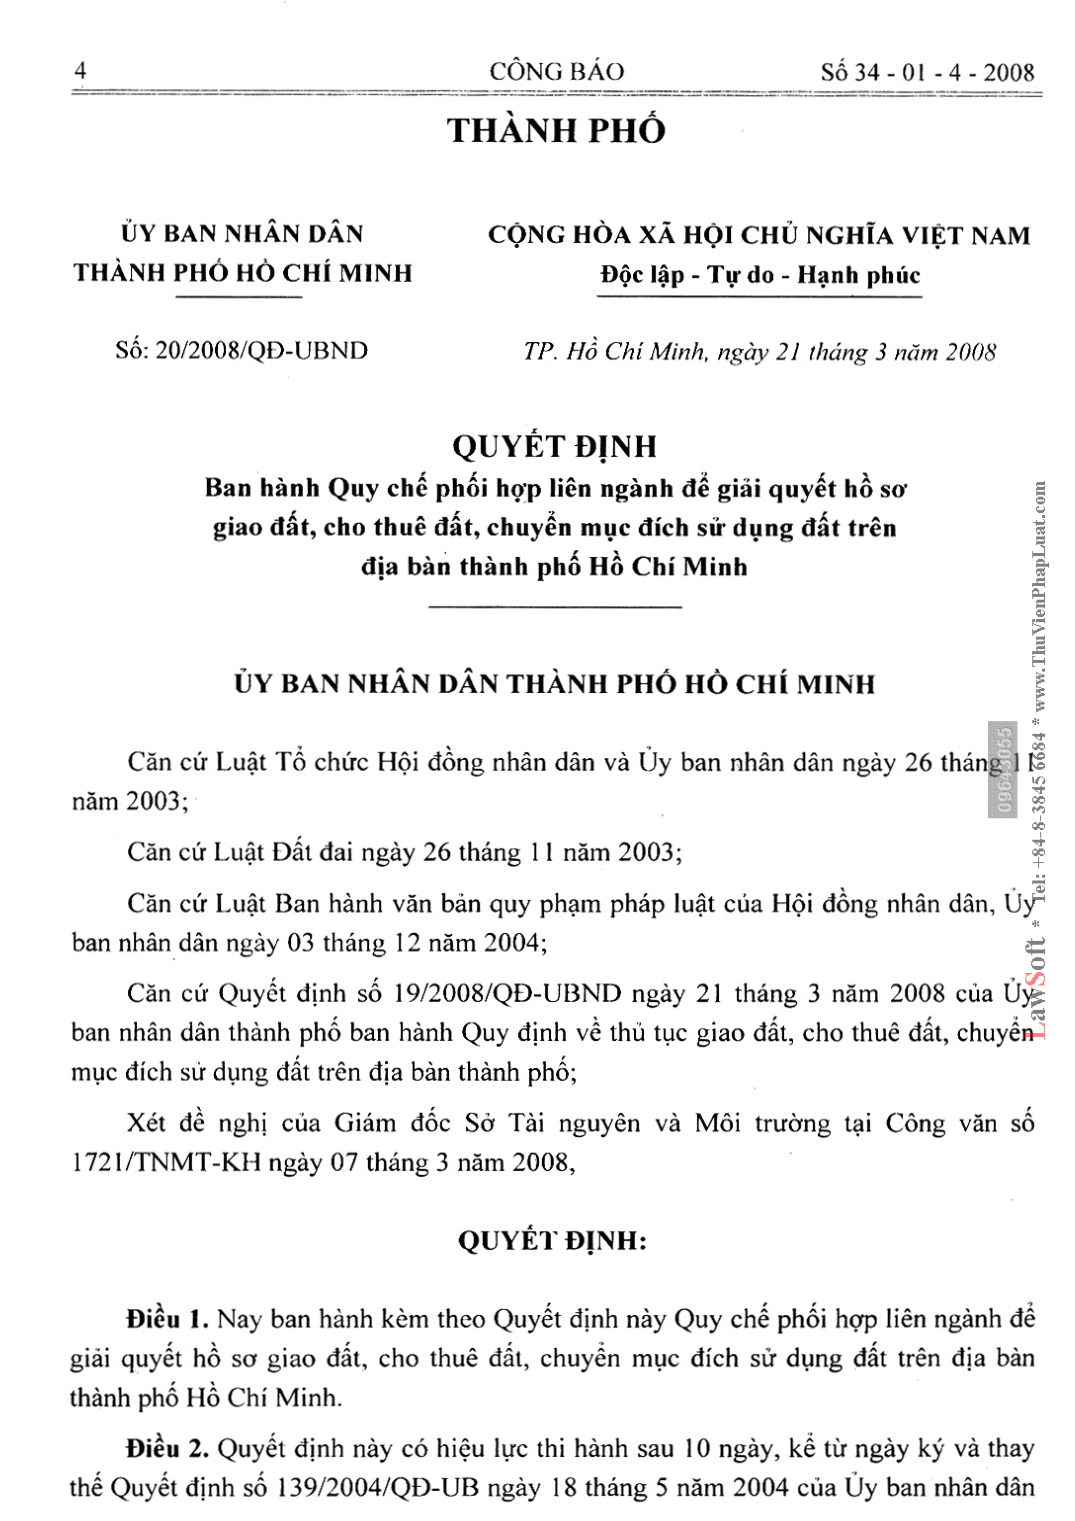 4 CÔNG BÁO Số 34 - 01 - 4 - 2008
THÀNH PHỐ
ỦY BAN NHÂN DÂN
THÀNH PHỐ HỒ CHÍ MINH
CỘNG HÒA XÃ HỘI CHỦ NGHĨA VIỆT NAM
Độc lập - Tự do - Hạnh phúc
Số: 20/2008/QĐ-UBND
TP. Hồ Chí Minh, ngày 21 tháng 3 năm 2008
QUYẾT ĐỊNH
Ban hành Quy chế phối hợp liên ngành để giải quyết hồ sơ
giao đất, cho thuê đất, chuyển mục đích sử dụng đất trên
địa bàn thành phố Hồ Chí Minh
ỦY BAN NHÂN DÂN THÀNH PHỐ HỒ CHÍ MINH
Căn cứ Luật Tổ chức Hội đồng nhân dân và Ủy ban nhân dân ngày 26 tháng 11
năm 2003;
Căn cứ Luật Đất đai ngày 26 tháng 11 năm 2003;
Căn cứ Luật Ban hành văn bản quy phạm pháp luật của Hội đồng nhân dân, Ủy
ban nhân dân ngày 03 tháng 12 năm 2004;
Căn cứ Quyết định số 19/2008/QĐ-UBND ngày 21 tháng 3 năm 2008 của Ủy
ban nhân dân thành phố ban hành Quy định về thủ tục giao đất, cho thuê đất, chuyển
mục đích sử dụng đất trên địa bàn thành phố;
Xét đề nghị của Giám đốc Sở Tài nguyên và Môi trường tại Công văn số
1721/TNMT-KH ngày 07 tháng 3 năm 2008,
QUYẾT ĐỊNH:
Điều 1. Nay ban hành kèm theo Quyết định này Quy chế phối hợp liên ngành để
giải quyết hồ sơ giao đất, cho thuê đất, chuyển mục đích sử dụng đất trên địa bàn
thành phố Hồ Chí Minh.
Điều 2. Quyết định này có hiệu lực thi hành sau 10 ngày, kể từ ngày ký và thay
thế Quyết định số 139/2004/QĐ-UB ngày 18 tháng 5 năm 2004 của Ủy ban nhân dân
LawSoft * Tel: +84-8-3845 6684 * www.ThuVienPhapLuat.com